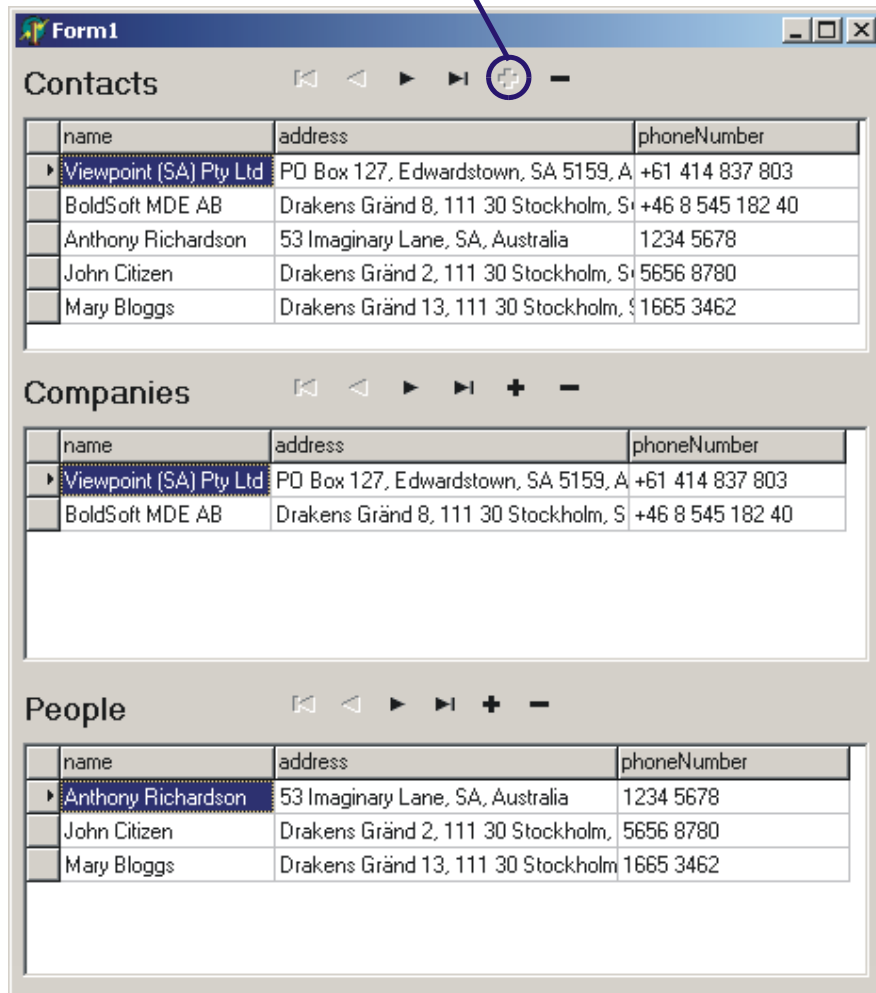 Form1
Contacts
name address phoneNumber
Viewpoint (SA) Pty Ltd PO Box 127, Edwardstown, SA 5159, A +61 414 837 803
BoldSoft MDE AB Drakens Gränd 8, 111 30 Stockholm, S +46 8 545 182 40
Anthony Richardson 53 Imaginary Lane, SA, Australia 1234 5678
John Citizen Drakens Gränd 2, 111 30 Stockholm, S 5656 8780
Mary Bloggs Drakens Gränd 13, 111 30 Stockholm, 1665 3462
Companies
name address phoneNumber
Viewpoint (SA) Pty Ltd PO Box 127, Edwardstown, SA 5159, A +61 414 837 803
BoldSoft MDE AB Drakens Gränd 8, 111 30 Stockholm, S +46 8 545 182 40
People
name address phoneNumber
Anthony Richardson 53 Imaginary Lane, SA, Australia 1234 5678
John Citizen Drakens Gränd 2, 111 30 Stockholm, 5656 8780
Mary Bloggs Drakens Gränd 13, 111 30 Stockholm 1665 3462